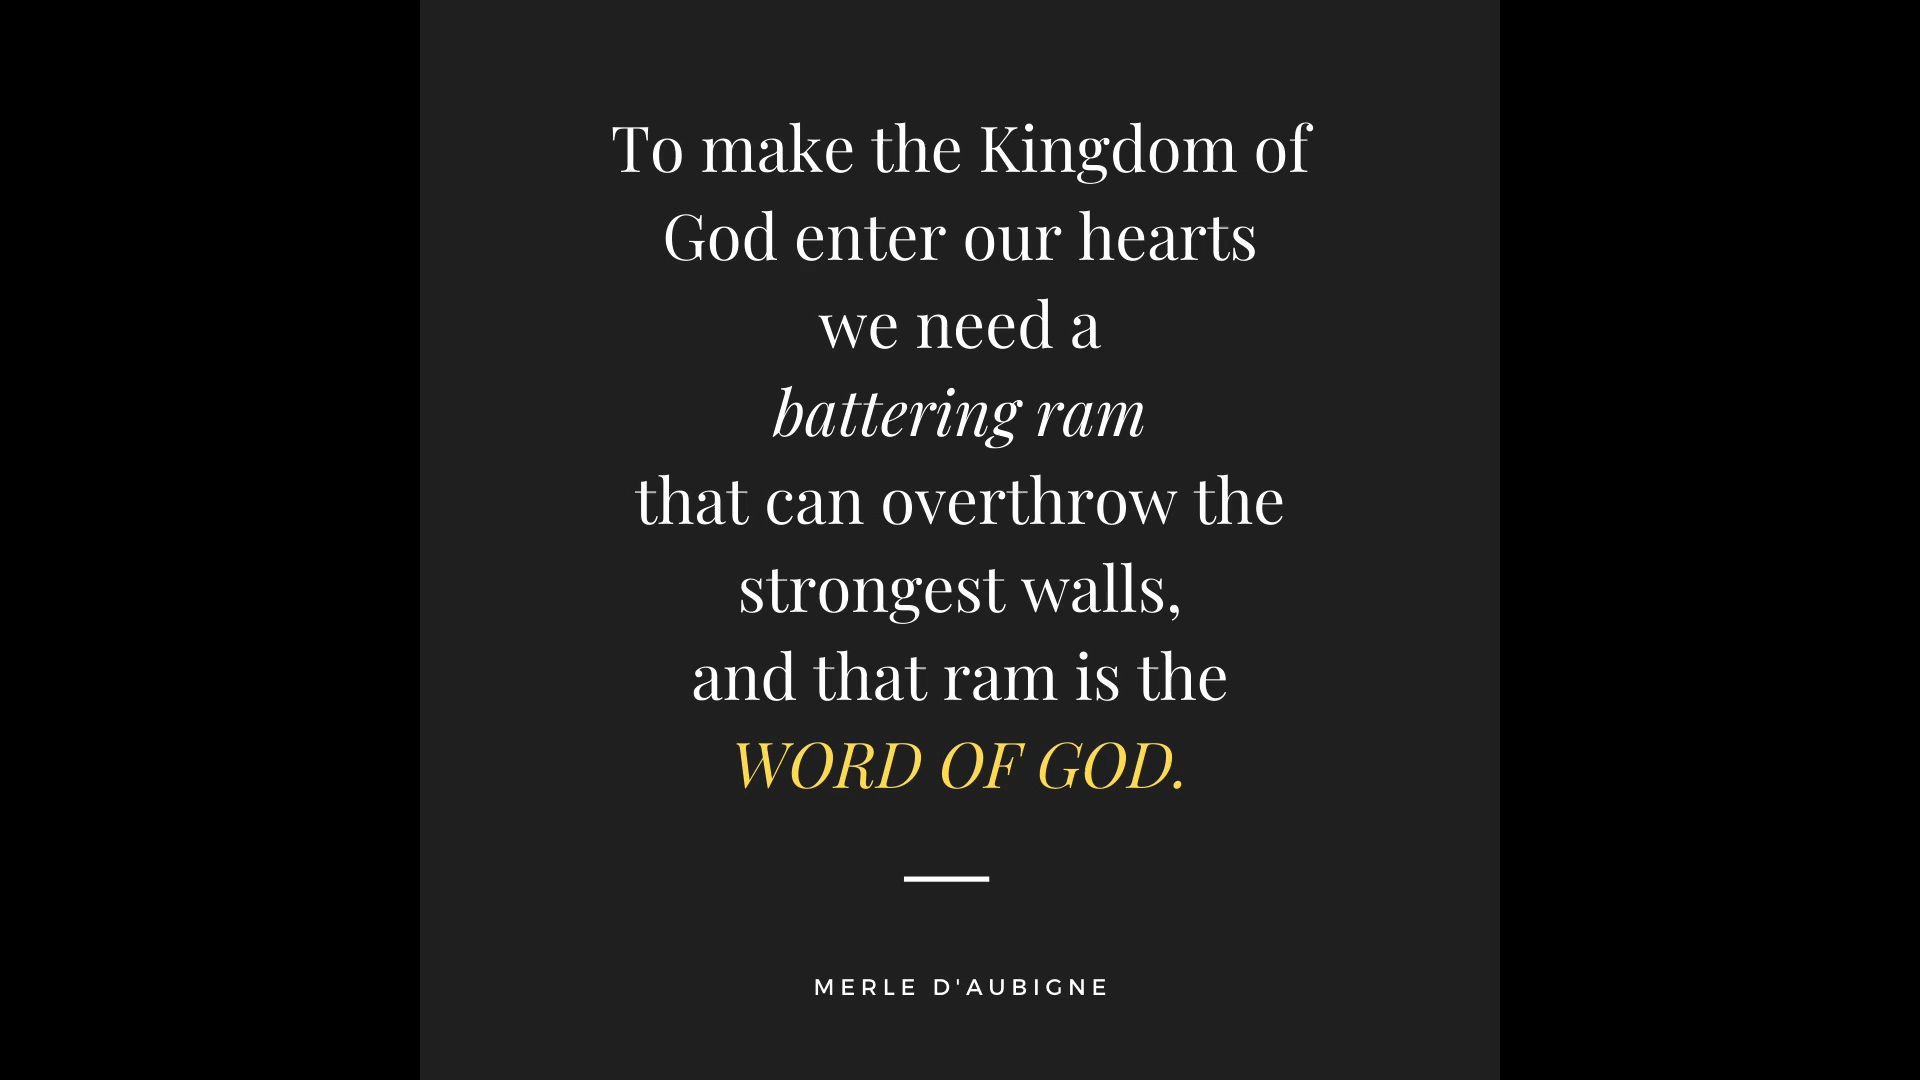 To make the Kingdom of
God enter our hearts
we need a
battering ram
that can overthrow the
strongest walls,
and that ram is the
WORD OF GOD.
MERLE D'AUBIGNE